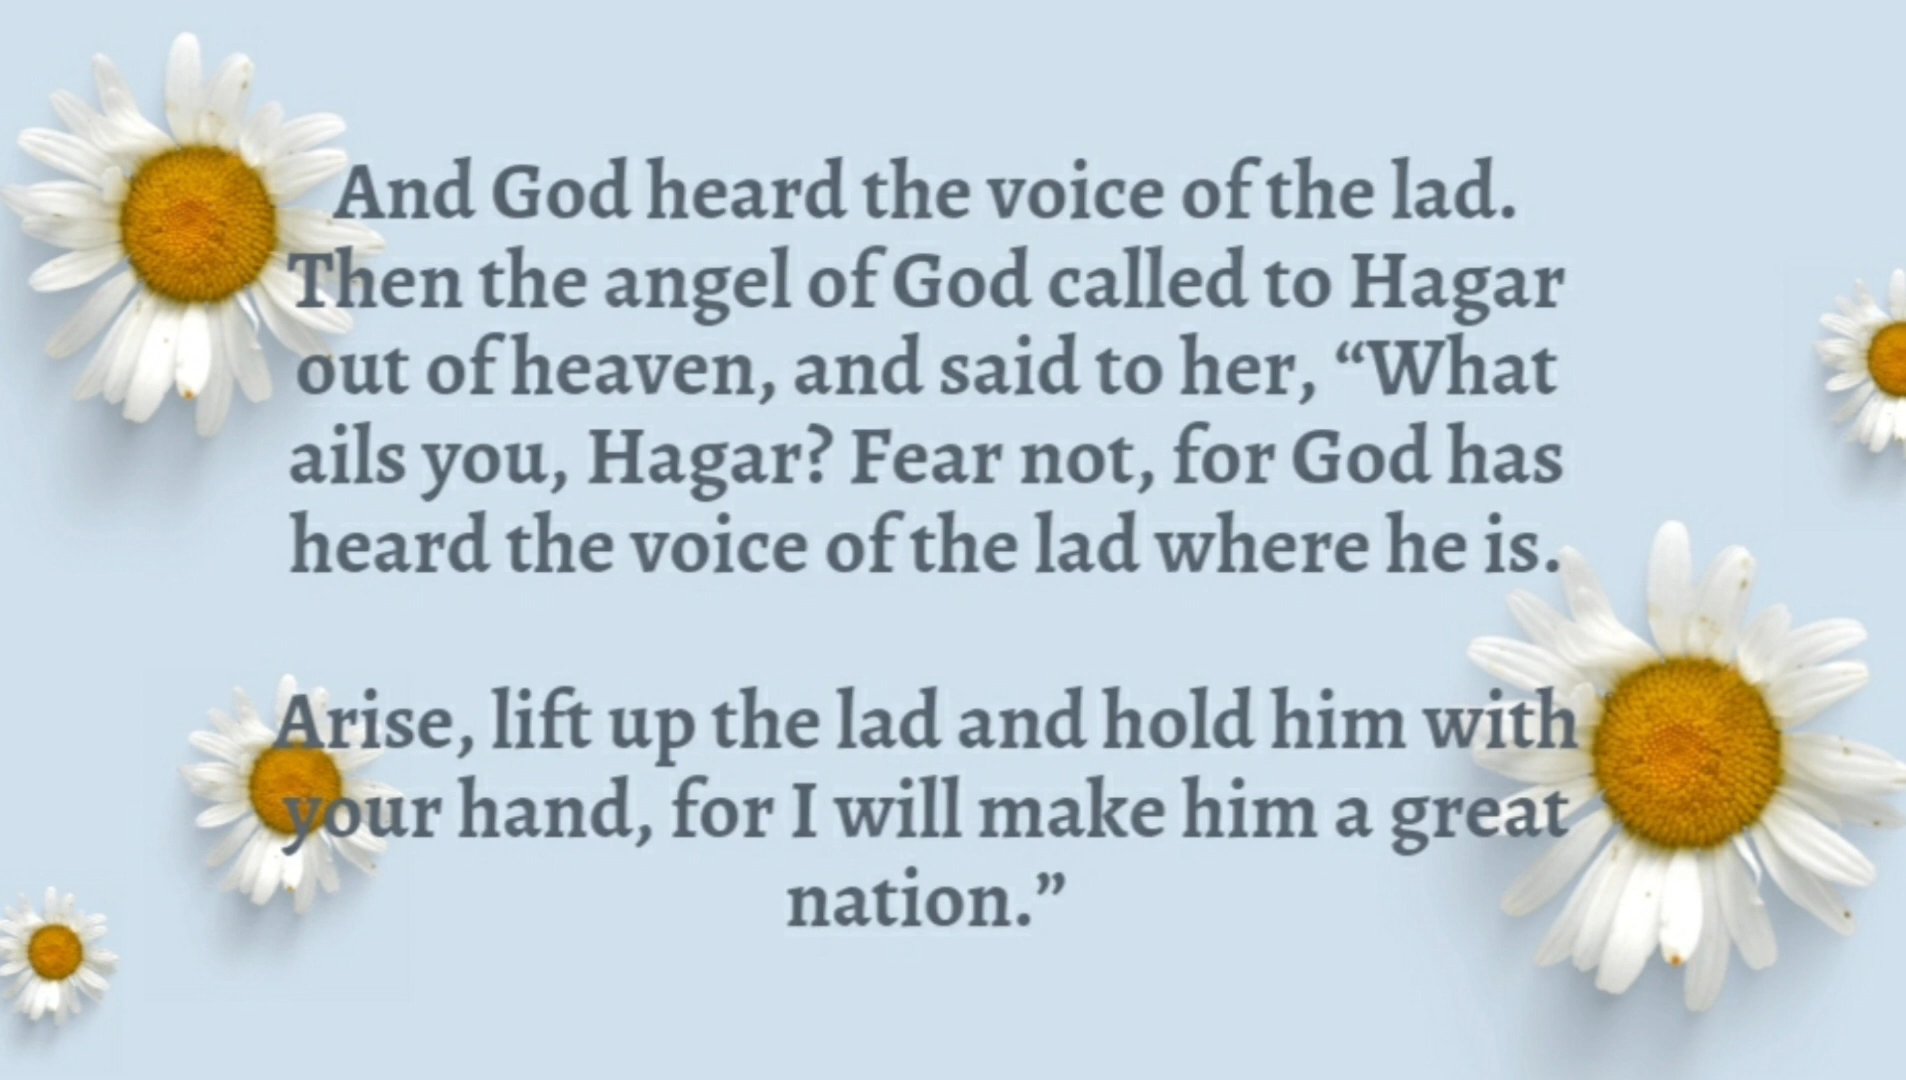 And God heard the voice of the lad.
Then the angel of God called to Hagar
out of heaven, and said to her, “What
ails you, Hagar? Fear not, for God has
heard the voice of the lad where he is.
Arise, lift up the lad and hold him with
your hand, for I will make him a great
nation.”